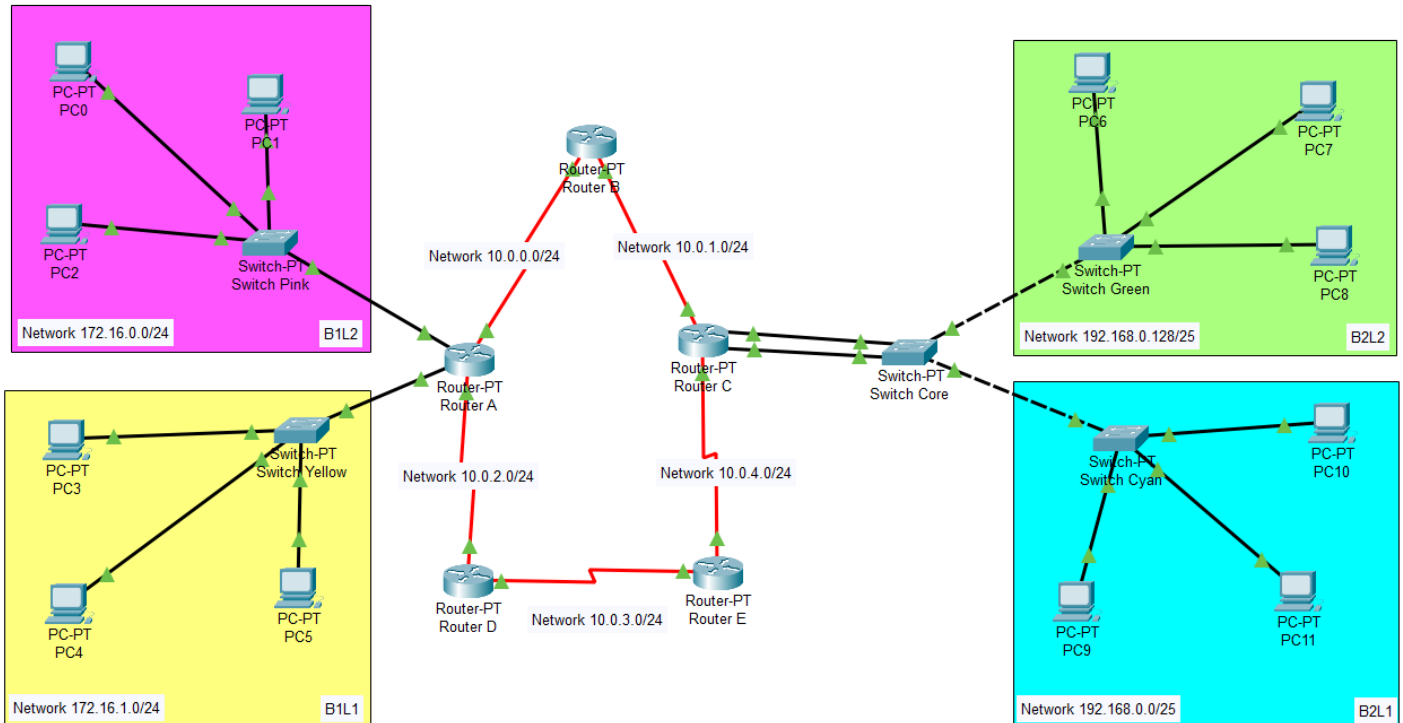 PC-PT
PC0
PC-PT
PC1
PC-PT
PC2
Switch-PT
Switch Pink
Network 172.16.0.0/24
B1L2
PC-PT
PC3
PC-PT
PC4
PC-PT
PC5
Switch-PT
Switch Yellow
Network 172.16.1.0/24
B1L1
Router-PT
Router B
Network 10.0.0.0/24
Network 10.0.1.0/24
Router-PT
Router A
Router-PT
Router C
Network 10.0.2.0/24
Network 10.0.4.0/24
Router-PT
Router D
Network 10.0.3.0/24
Router-PT
Router E
Switch-PT
Switch Core
PC-PT
PC6
PC-PT
PC7
Switch-PT
Switch Green
PC-PT
PC8
Network 192.168.0.128/25
B2L2
PC-PT
PC10
Switch-PT
Switch Cyan
PC-PT
PC9
PC-PT
PC11
Network 192.168.0.0/25
B2L1